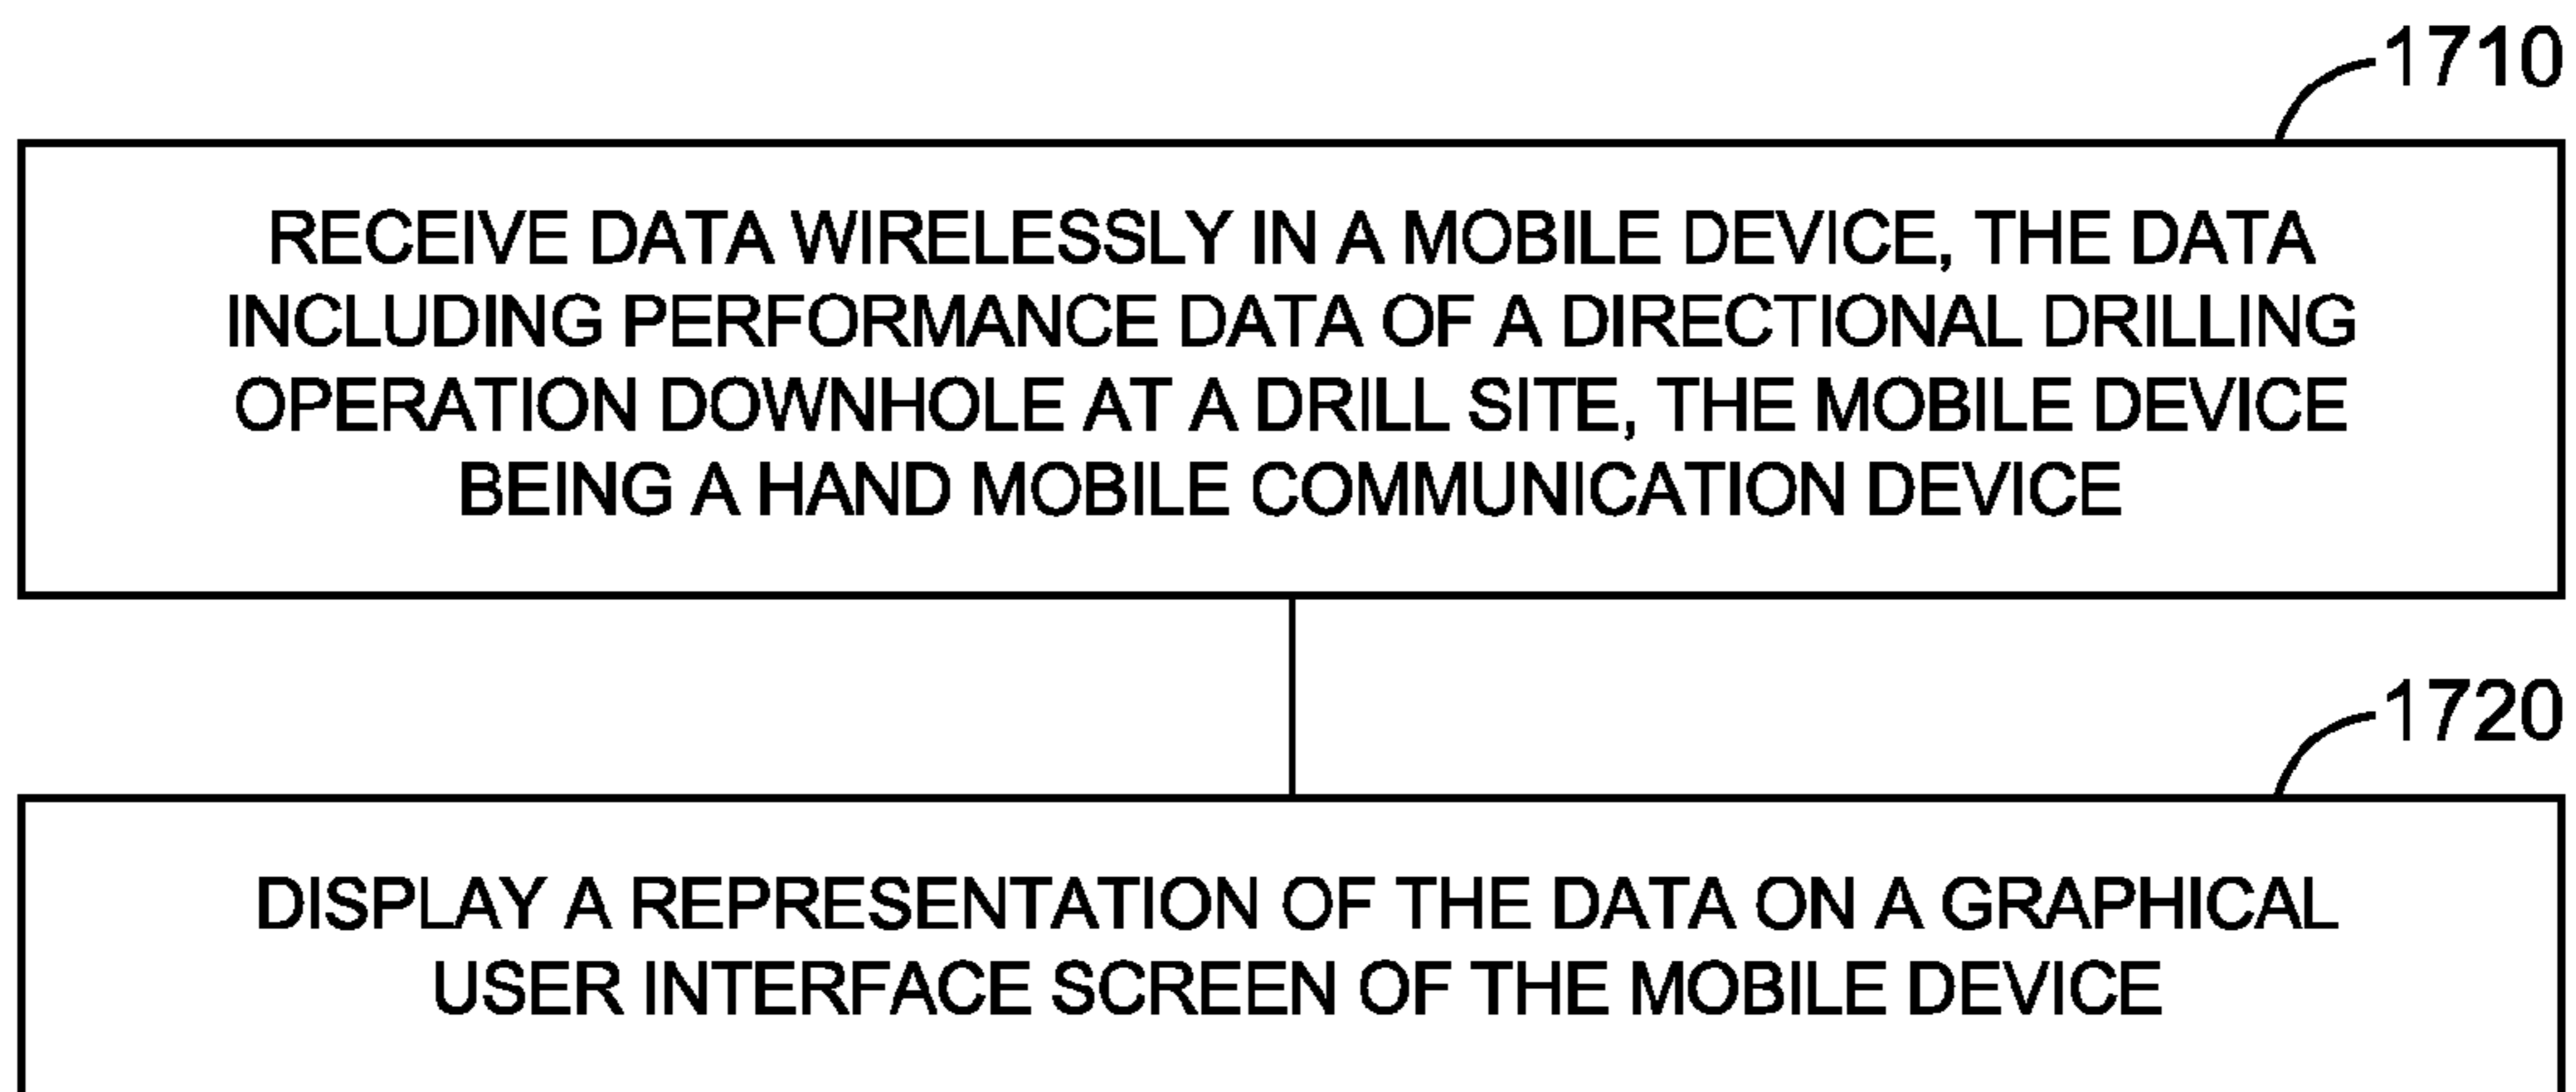 1710
RECEIVE DATA WIRELESSLY IN A MOBILE DEVICE, THE DATA
INCLUDING PERFORMANCE DATA OF A DIRECTIONAL DRILLING
OPERATION DOWNHOLE AT A DRILL SITE, THE MOBILE DEVICE
BEING A HAND MOBILE COMMUNICATION DEVICE
1720
DISPLAY A REPRESENTATION OF THE DATA ON A GRAPHICAL
USER INTERFACE SCREEN OF THE MOBILE DEVICE